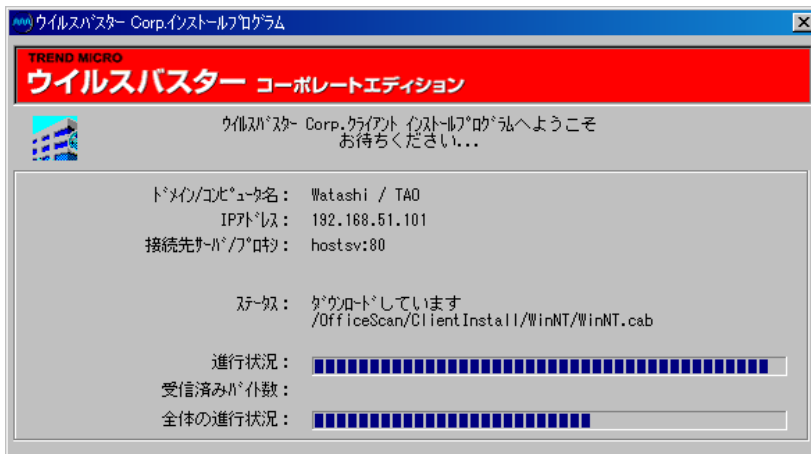 ウイルスバスター Corp.インストールプログラム
TREND MICRO
ウイルスバスター コーポレートエディション
ウイルスバスター Corp.クライアント インストールプログラムへようこそ
お待ちください...
ドメイン/コンピュータ名： Watashi / TAO
IPアドレス： 192.168.51.101
接続先サーバ/プロキシ： hostsv:80
ステータス： ダウンロードしています
/OfficeScan/ClientInstall/WinNT/WinNT.cab
進行状況：
受信済みバイト数：
全体の進行状況：